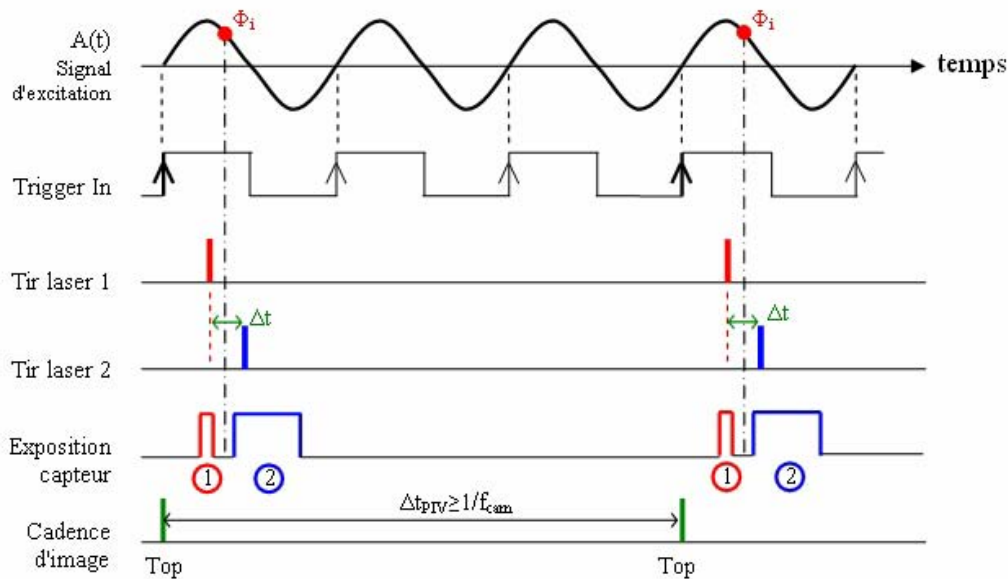 Φi
A(t)
Signal
d'excitation
temps
Φi
Trigger In
Tir laser 1
Δt
Δt
Tir laser 2
Exposition
capteur
1
2
1
2
ΔtPIV≥1/fcam
Cadence
d'image
Top
Top